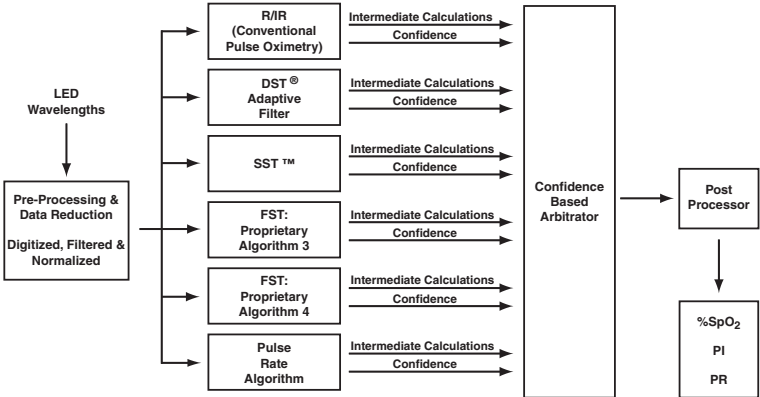 LED
Wavelengths
Pre-Processing &
Data Reduction
Digitized, Filtered &
Normalized
R/IR
(Conventional
Pulse Oximetry)
Intermediate Calculations
Confidence
DST ®
Adaptive
Filter
Intermediate Calculations
Confidence
SST ™
Intermediate Calculations
Confidence
FST:
Proprietary
Algorithm 3
Intermediate Calculations
Confidence
FST:
Proprietary
Algorithm 4
Intermediate Calculations
Confidence
Pulse
Rate
Algorithm
Intermediate Calculations
Confidence
Confidence
Based
Arbitrator
Post
Processor
%SpO₂
PI
PR